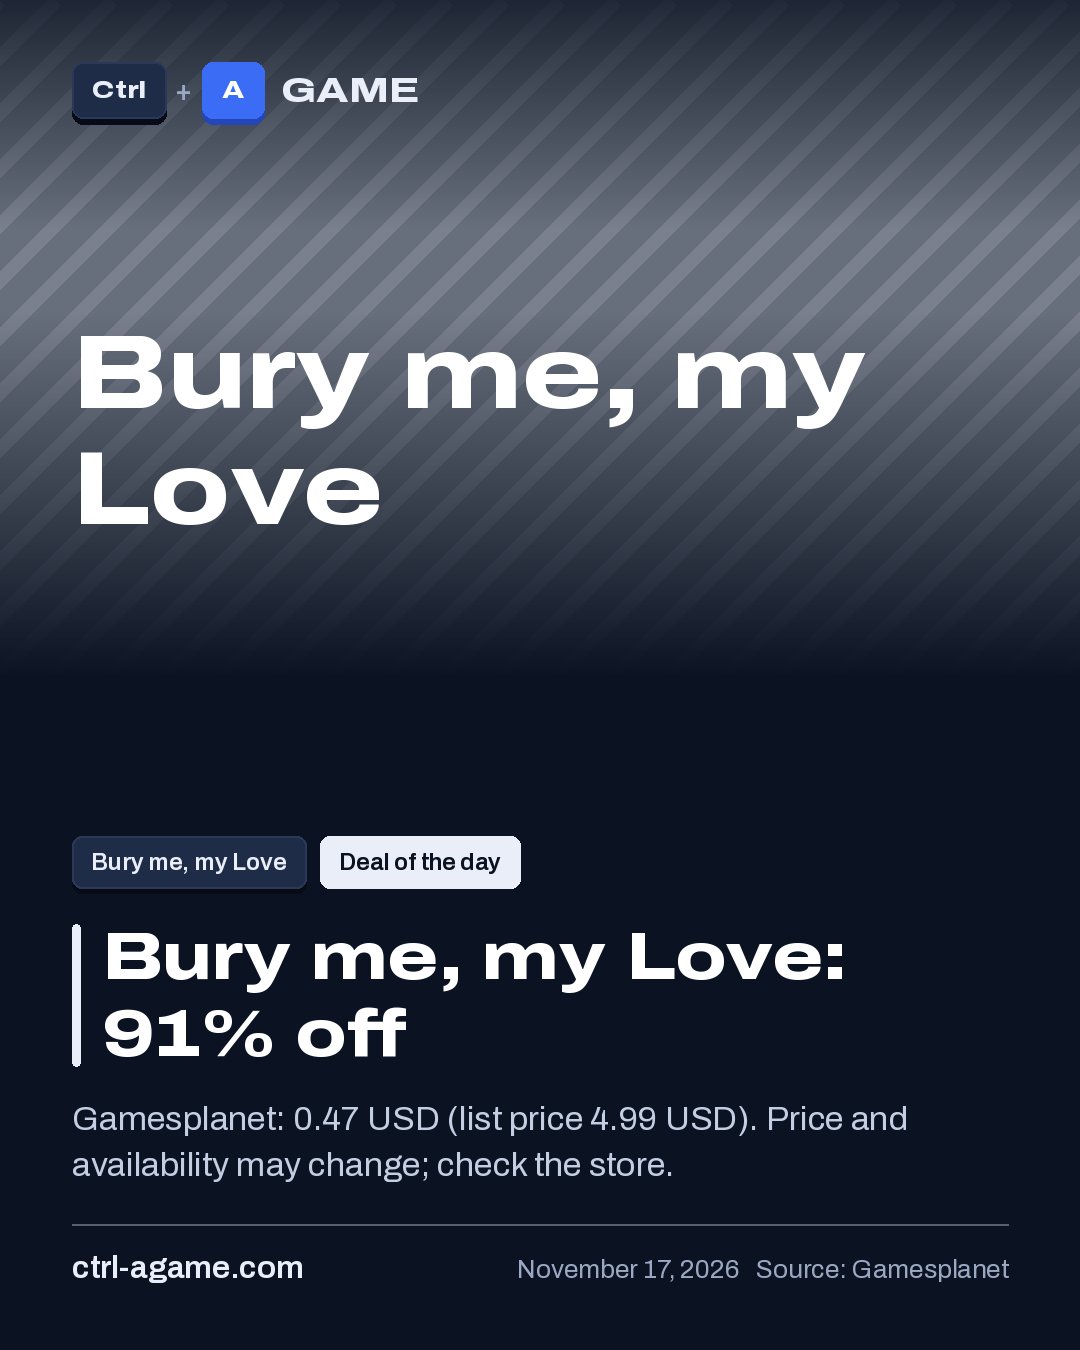 Ctrl + A GAME
Bury me, my
Love
Bury me, my Love Deal of the day
Bury me, my Love:
91% off
Gamesplanet: 0.47 USD (list price 4.99 USD). Price and
availability may change; check the store.
ctrl-agame.com November 17, 2026 Source: Gamesplanet